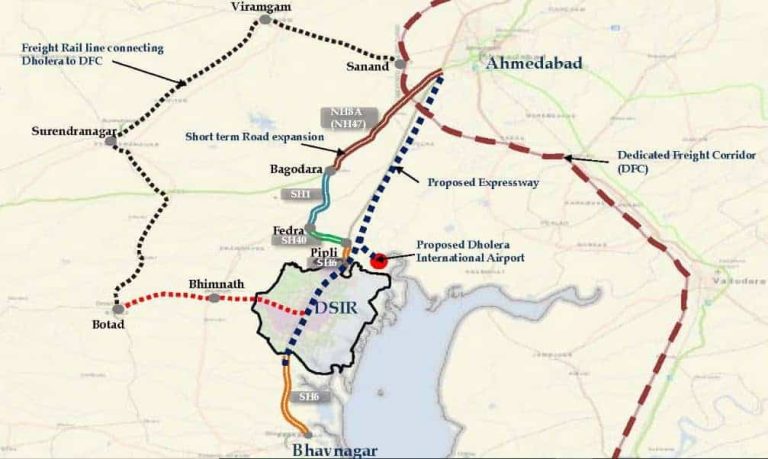 Viramgam
Freight Rail line connecting
Dholera to DFC
Sanand
Ahmedabad
NH8A
(NH47)
Surendranagar
Short term Road expansion
Dedicated Freight Corridor
(DFC)
Bagodara
Proposed Expressway
SH1
Fedra
SH40
Pipli
SH6
Proposed Dholera
International Airport
Vadodara
Bhimnath
DSIR
Botad
SH6
Bhavnagar